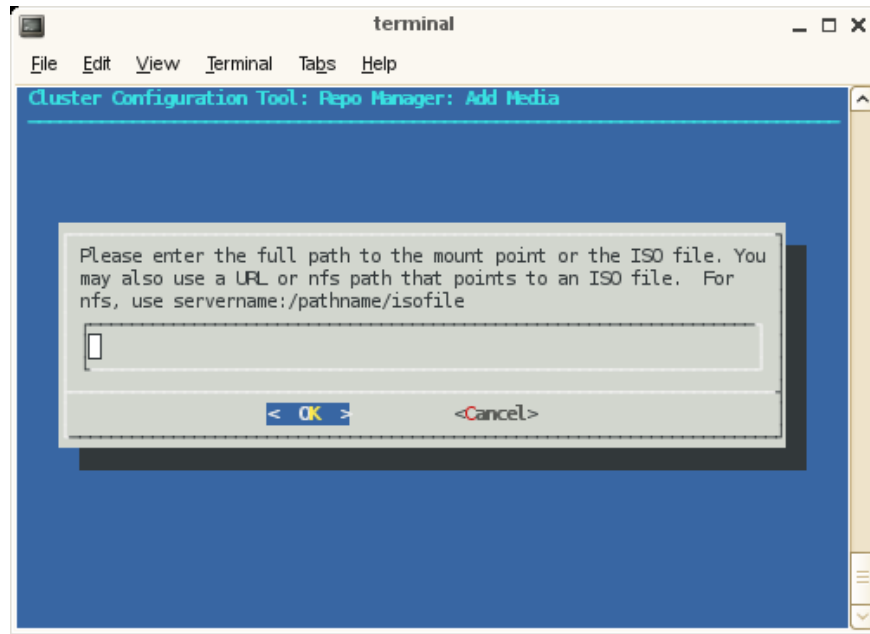 terminal
File Edit View Terminal Tabs Help
Cluster Configuration Tool: Repo Manager: Add Media
Please enter the full path to the mount point or the ISO file. You
may also use a URL or nfs path that points to an ISO file.  For
nfs, use servername:/pathname/isofile
< OK > <Cancel>